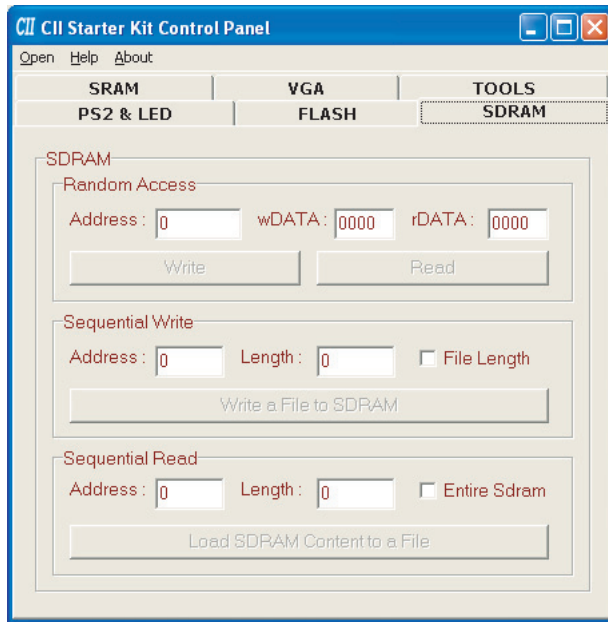 CII CII Starter Kit Control Panel
Open Help About
SRAM VGA TOOLS
PS2 & LED FLASH SDRAM
SDRAM
Random Access
Address : 0 wDATA : 0000 rDATA : 0000
Write Read
Sequential Write
Address : 0 Length : 0 File Length
Write a File to SDRAM
Sequential Read
Address : 0 Length : 0 Entire Sdram
Load SDRAM Content to a File